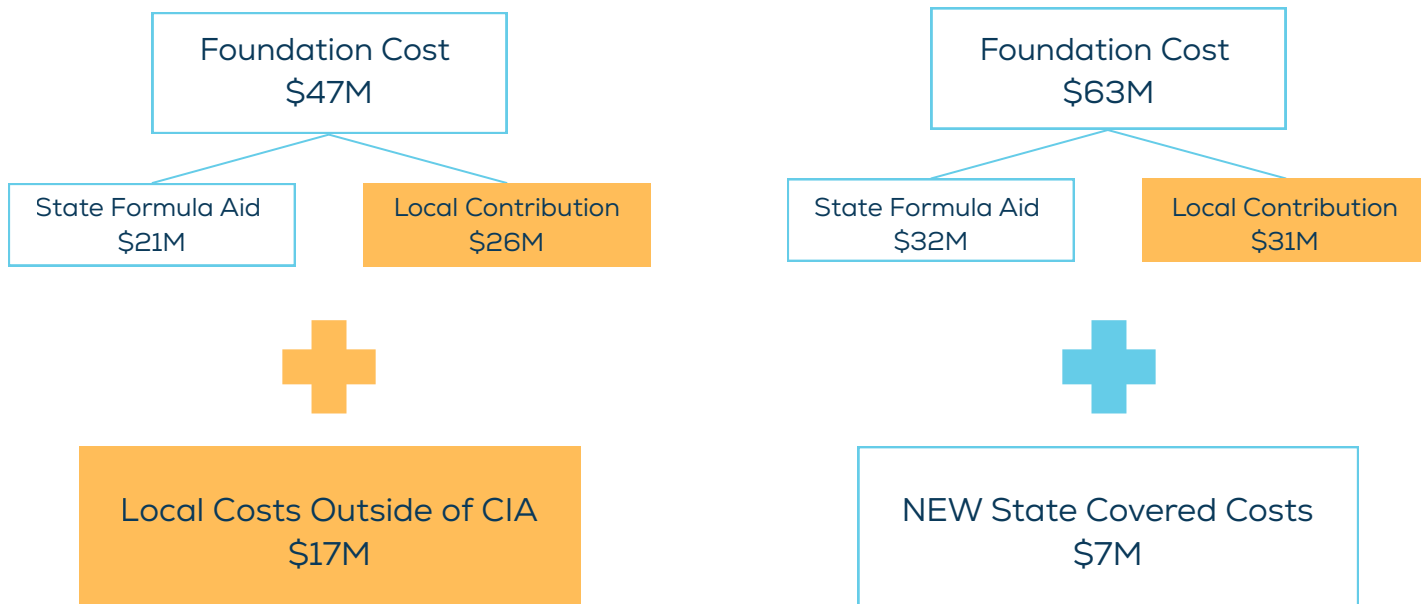 Foundation Cost
$47M
State Formula Aid
$21M
Local Contribution
$26M
Local Costs Outside of CIA
$17M
Foundation Cost
$63M
State Formula Aid
$32M
Local Contribution
$31M
NEW State Covered Costs
$7M